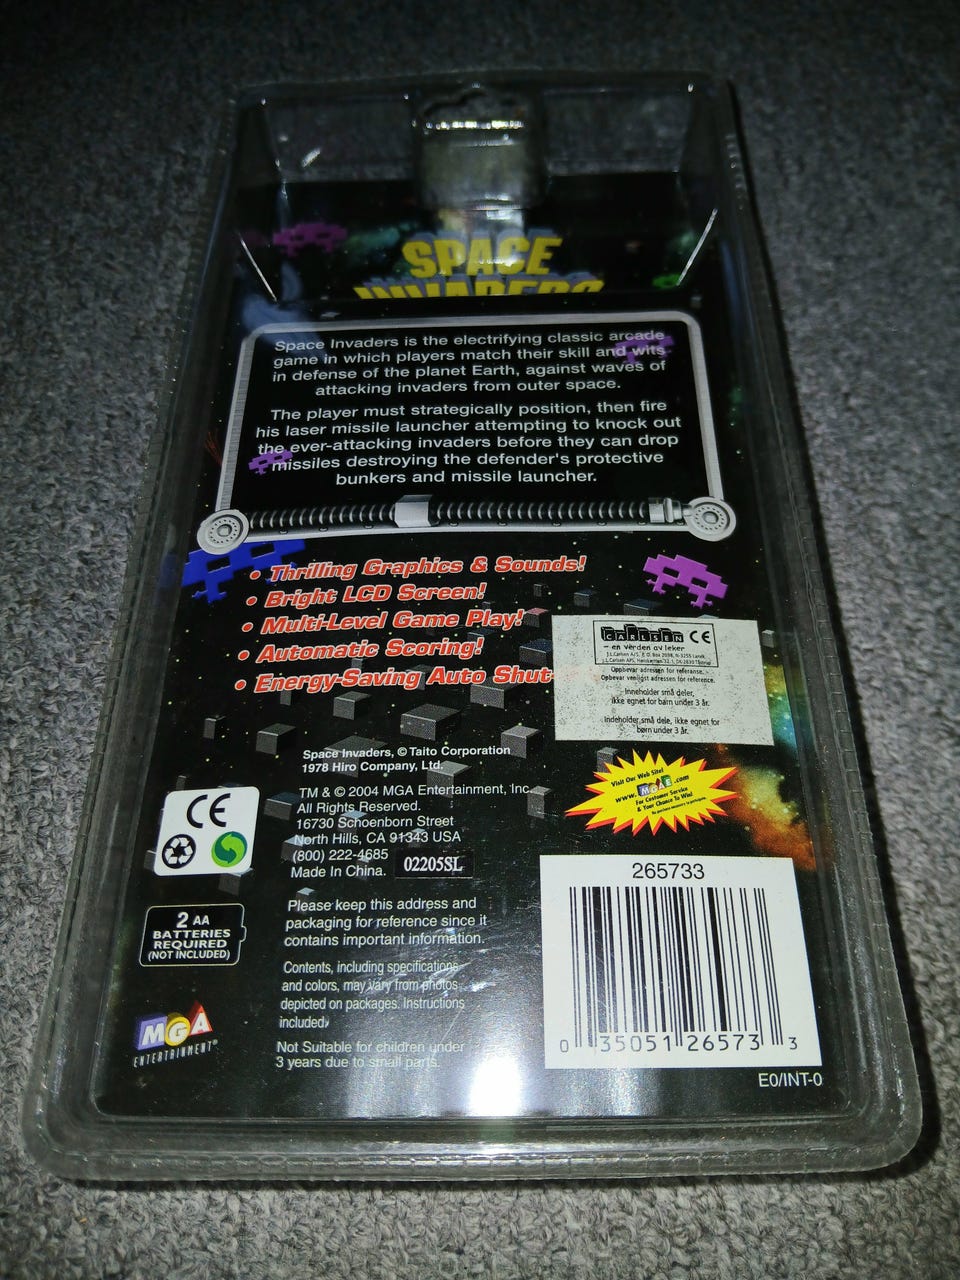 SPACE
INVADERS
Space Invaders is the electrifying classic arcade
game in which players match their skill and wits
in defense of the planet Earth, against waves of
attacking invaders from outer space.
The player must strategically position, then fire
his laser missile launcher attempting to knock out
the ever-attacking invaders before they can drop
missiles destroying the defender's protective
bunkers and missile launcher.
• Thrilling Graphics & Sounds!
• Bright LCD Screen!
• Multi-Level Game Play!
• Automatic Scoring!
• Energy-Saving Auto Shut-
CARLSEN CE
– en verden av leker
Oppbevar adressen for referanse.
Opbevar venligst adressen for reference.
Inneholder små deler,
ikke egnet for barn under 3 år.
Indeholder små dele, ikke egnet for
børn under 3 år.
Space Invaders, © Taito Corporation
1978 Hiro Company, Ltd.
TM & © 2004 MGA Entertainment, Inc.
All Rights Reserved.
16730 Schoenborn Street
North Hills, CA 91343 USA
(800) 222-4685
Made In China. 02205SL
Visit Our Web Site!
www.MGAE.com
For Customer Service
& Your Chance To Win!
CE
2 AA
BATTERIES
REQUIRED
(NOT INCLUDED)
Please keep this address and
packaging for reference since it
contains important information.
Contents, including specifications
and colors, may vary from photos
depicted on packages. Instructions
included.
Not Suitable for children under
3 years due to small parts.
MGA
ENTERTAINMENT®
265733
0 35051 26573 3
E0/INT-0